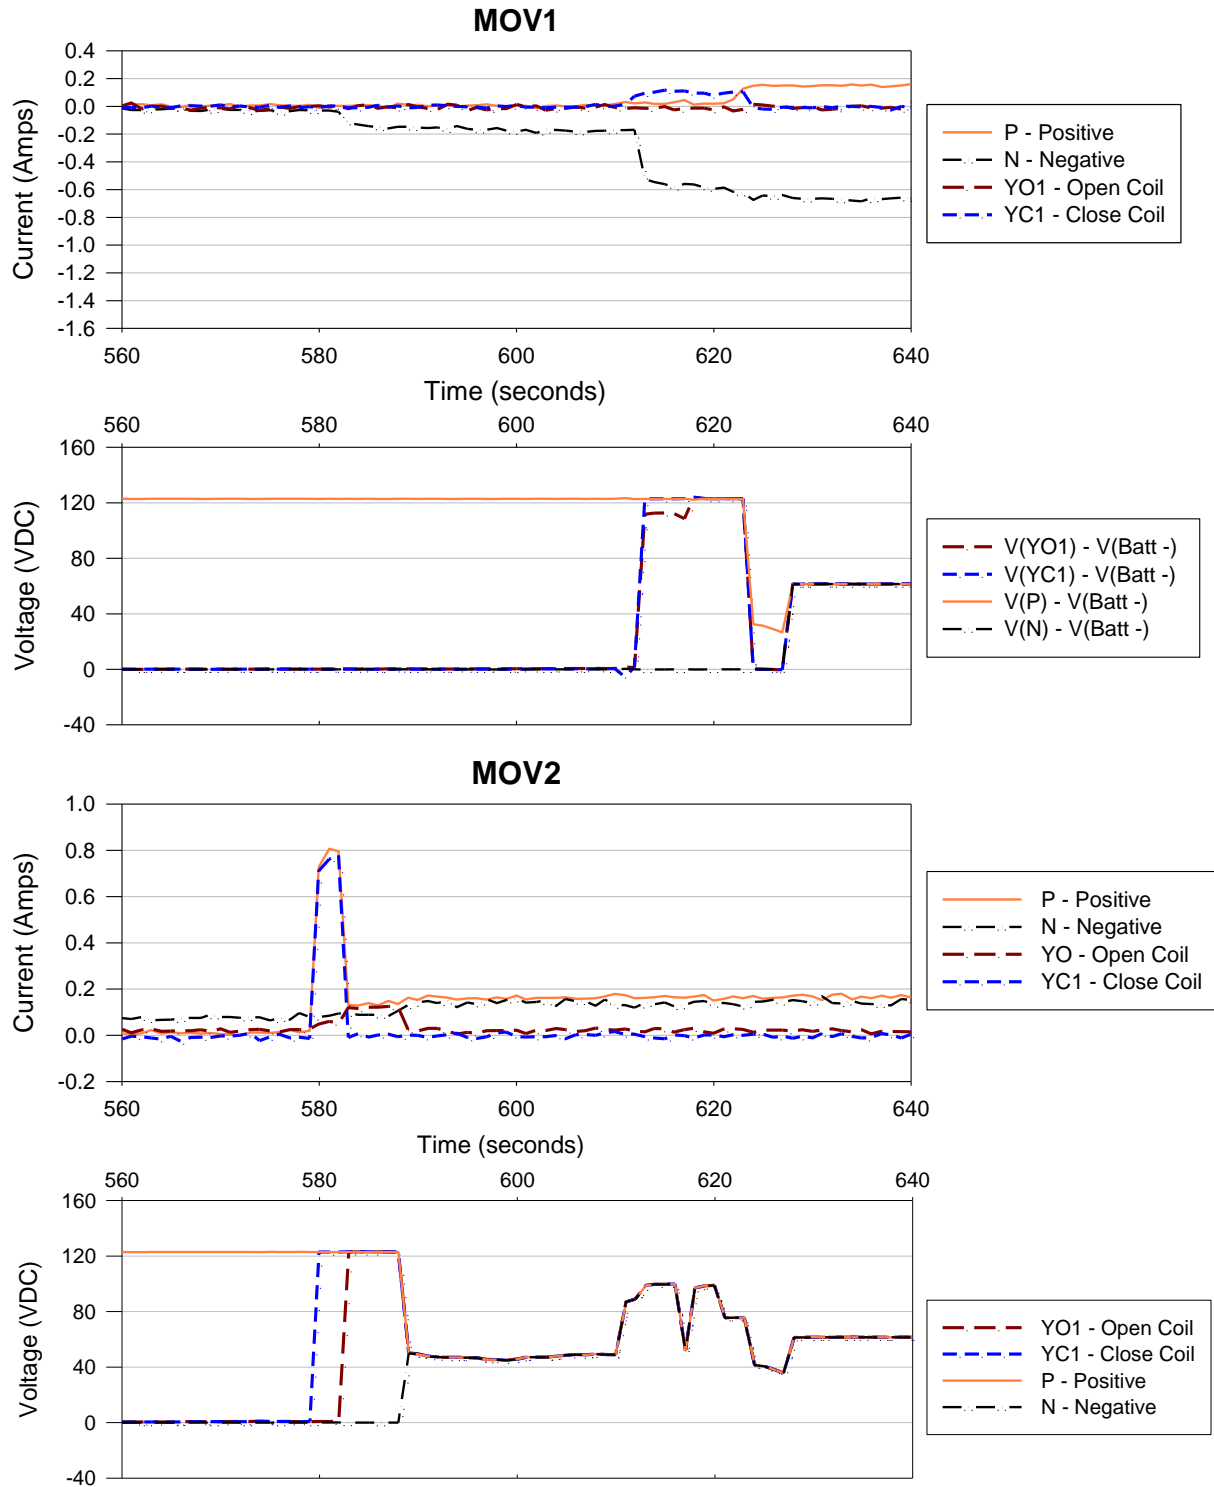 MOV1
0.4
0.2
0.0
-0.2
-0.4
-0.6
-0.8
-1.0
-1.2
-1.4
-1.6
Current (Amps)
560 580 600 620 640
Time (seconds)
P - Positive
N - Negative
YO1 - Open Coil
YC1 - Close Coil
560 580 600 620 640
160
120
80
40
0
-40
Voltage (VDC)
V(YO1) - V(Batt -)
V(YC1) - V(Batt -)
V(P) - V(Batt -)
V(N) - V(Batt -)
MOV2
1.0
0.8
0.6
0.4
0.2
0.0
-0.2
Current (Amps)
560 580 600 620 640
Time (seconds)
P - Positive
N - Negative
YO - Open Coil
YC1 - Close Coil
560 580 600 620 640
160
120
80
40
0
-40
Voltage (VDC)
YO1 - Open Coil
YC1 - Close Coil
P - Positive
N - Negative